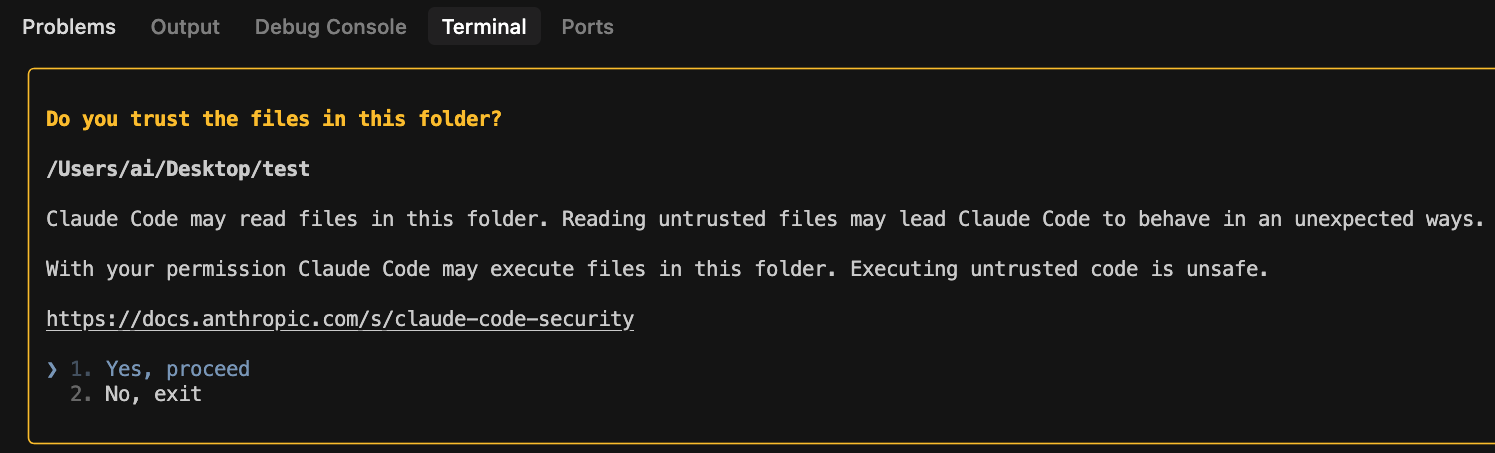 Problems Output Debug Console Terminal Ports
Do you trust the files in this folder?
/Users/ai/Desktop/test
Claude Code may read files in this folder. Reading untrusted files may lead Claude Code to behave in an unexpected ways.
With your permission Claude Code may execute files in this folder. Executing untrusted code is unsafe.
https://docs.anthropic.com/s/claude-code-security
❯ 1. Yes, proceed
2. No, exit